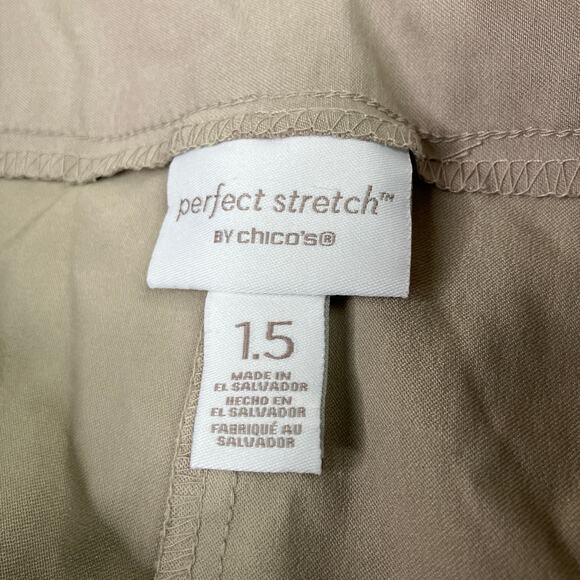 perfect stretch™
BY chico's®
1.5
MADE IN
EL SALVADOR
HECHO EN
EL SALVADOR
FABRIQUÉ AU
SALVADOR